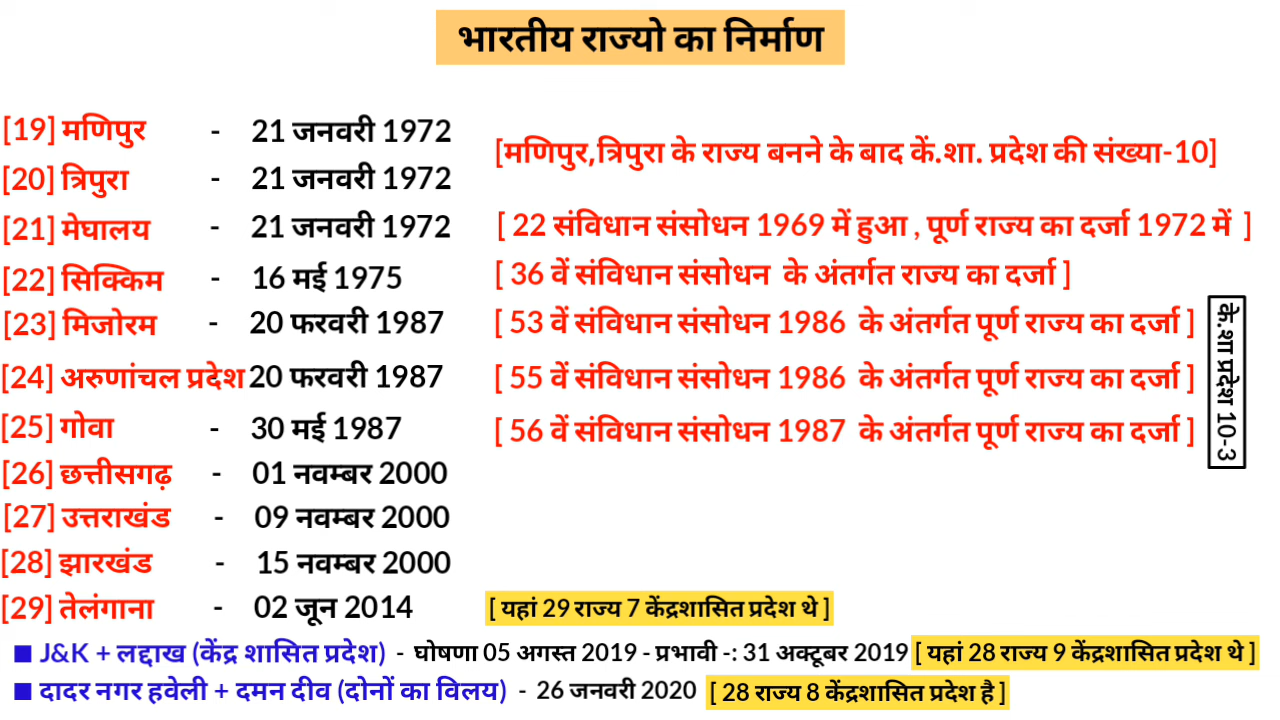 भारतीय राज्यो का निर्माण
[19] मणिपुर - 21 जनवरी 1972
[मणिपुर,त्रिपुरा के राज्य बनने के बाद कें.शा. प्रदेश की संख्या-10]
[20] त्रिपुरा - 21 जनवरी 1972
[21] मेघालय - 21 जनवरी 1972 [ 22 संविधान संसोधन 1969 में हुआ , पूर्ण राज्य का दर्जा 1972 में ]
[22] सिक्किम - 16 मई 1975 [ 36 वें संविधान संसोधन के अंतर्गत राज्य का दर्जा ]
[23] मिजोरम - 20 फरवरी 1987 [ 53 वें संविधान संसोधन 1986 के अंतर्गत पूर्ण राज्य का दर्जा ]
[24] अरुणांचल प्रदेश 20 फरवरी 1987 [ 55 वें संविधान संसोधन 1986 के अंतर्गत पूर्ण राज्य का दर्जा ]
[25] गोवा - 30 मई 1987 [ 56 वें संविधान संसोधन 1987 के अंतर्गत पूर्ण राज्य का दर्जा ]
के.शा प्रदेश 10-3
[26] छत्तीसगढ़ - 01 नवम्बर 2000
[27] उत्तराखंड - 09 नवम्बर 2000
[28] झारखंड - 15 नवम्बर 2000
[29] तेलंगाना - 02 जून 2014 [ यहां 29 राज्य 7 केंद्रशासित प्रदेश थे ]
■ J&K + लद्दाख (केंद्र शासित प्रदेश) - घोषणा 05 अगस्त 2019 - प्रभावी -: 31 अक्टूबर 2019 [ यहां 28 राज्य 9 केंद्रशासित प्रदेश थे ]
■ दादर नगर हवेली + दमन दीव (दोनों का विलय) - 26 जनवरी 2020 [ 28 राज्य 8 केंद्रशासित प्रदेश है ]